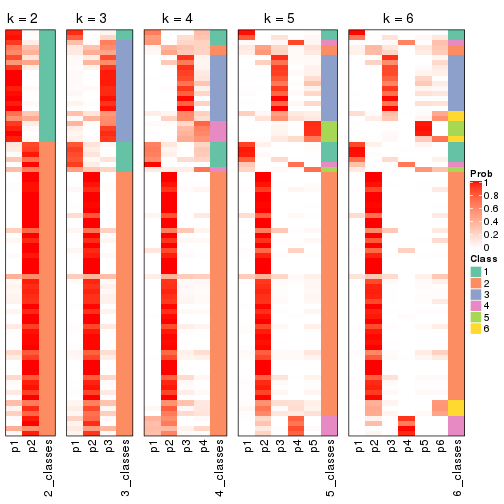 k = 2
k = 3
k = 4
k = 5
k = 6
p1
p2
2_classes
p1
p2
p3
3_classes
p1
p2
p3
p4
4_classes
p1
p2
p3
p4
p5
5_classes
p1
p2
p3
p4
p5
p6
6_classes
Prob
1
0.8
0.6
0.4
0.2
0
Class
1
2
3
4
5
6